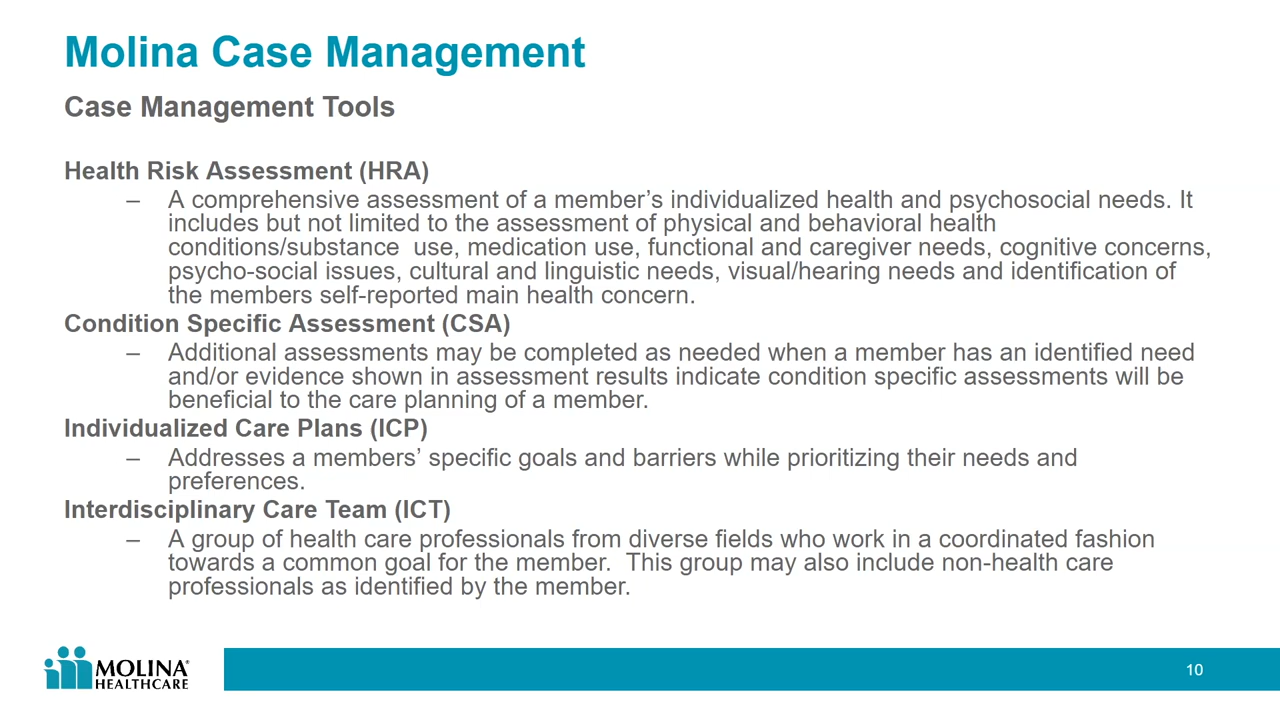 Molina Case Management
Case Management Tools
Health Risk Assessment (HRA)
– A comprehensive assessment of a member’s individualized health and psychosocial needs. It
includes but not limited to the assessment of physical and behavioral health
conditions/substance  use, medication use, functional and caregiver needs, cognitive concerns,
psycho-social issues, cultural and linguistic needs, visual/hearing needs and identification of
the members self-reported main health concern.
Condition Specific Assessment (CSA)
– Additional assessments may be completed as needed when a member has an identified need
and/or evidence shown in assessment results indicate condition specific assessments will be
beneficial to the care planning of a member.
Individualized Care Plans (ICP)
– Addresses a members’ specific goals and barriers while prioritizing their needs and
preferences.
Interdisciplinary Care Team (ICT)
– A group of health care professionals from diverse fields who work in a coordinated fashion
towards a common goal for the member.  This group may also include non-health care
professionals as identified by the member.
MOLINA®
HEALTHCARE
10